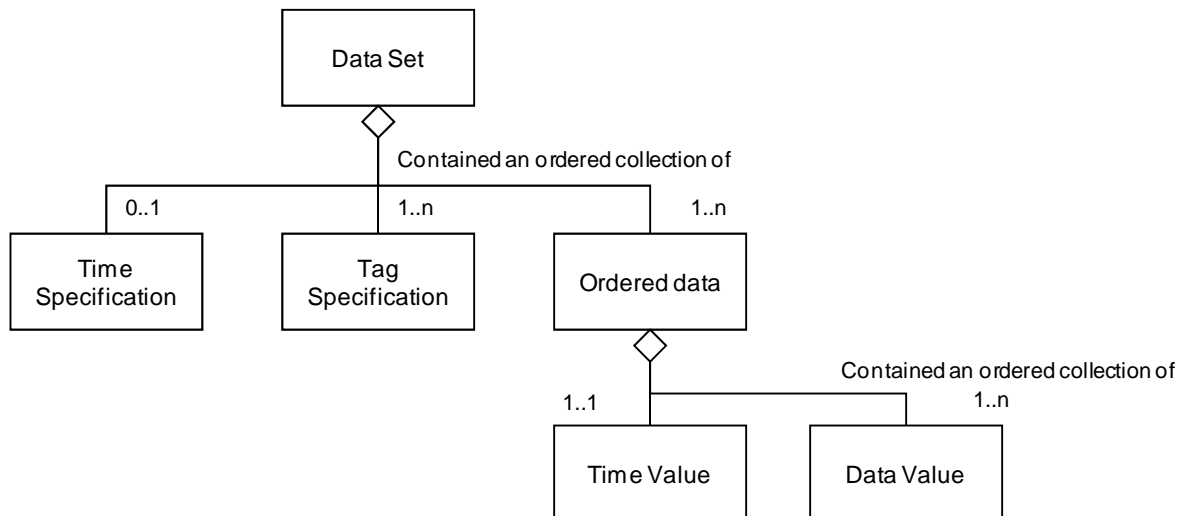 Data Set
Contained an ordered collection of
0..1
1..n
1..n
Time
Specification
Tag
Specification
Ordered data
Contained an ordered collection of
1..1
1..n
Time Value
Data Value